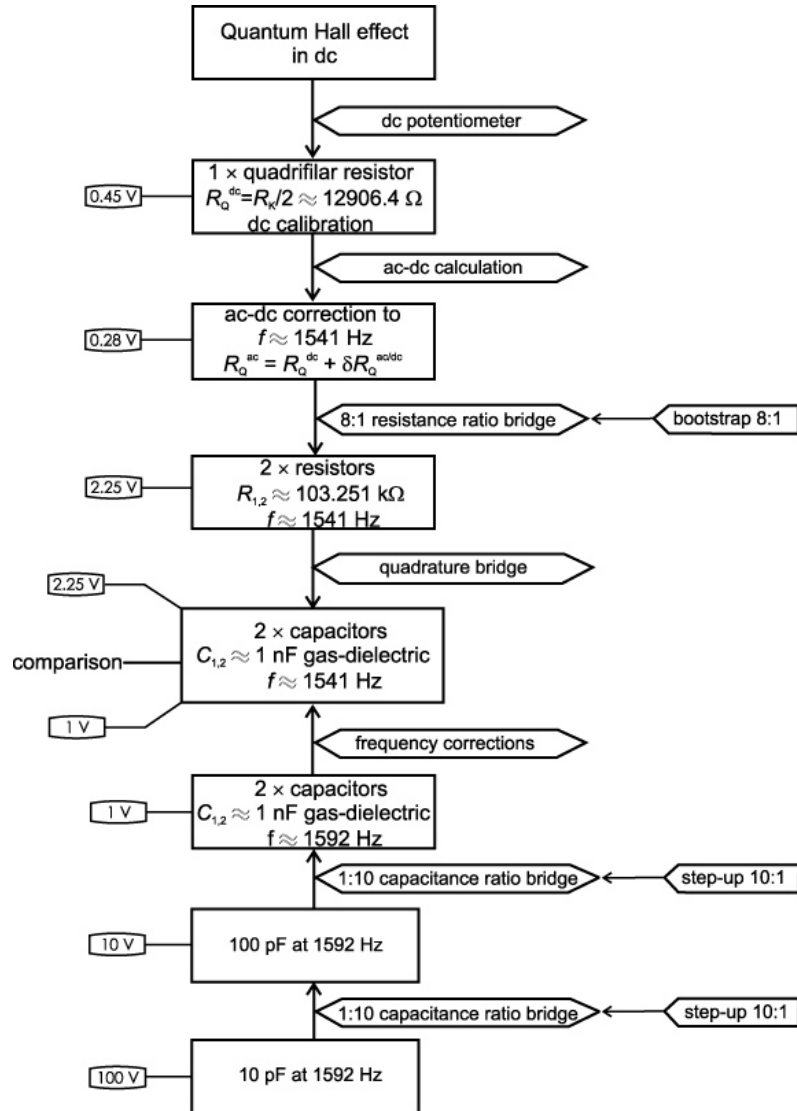 Quantum Hall effect
in dc
dc potentiometer
1 × quadrifilar resistor
0.45 V
R_Q^dc=R_K/2 ≈ 12906.4 Ω
dc calibration
ac-dc calculation
ac-dc correction to
0.28 V
f ≈ 1541 Hz
R_Q^ac = R_Q^dc + δR_Q^ac/dc
8:1 resistance ratio bridge
bootstrap 8:1
2 × resistors
2.25 V
R_1,2 ≈ 103.251 kΩ
f ≈ 1541 Hz
quadrature bridge
2.25 V
2 × capacitors
comparison
C_1,2 ≈ 1 nF gas-dielectric
f ≈ 1541 Hz
1 V
frequency corrections
2 × capacitors
1 V
C_1,2 ≈ 1 nF gas-dielectric
f ≈ 1592 Hz
1:10 capacitance ratio bridge
step-up 10:1
10 V
100 pF at 1592 Hz
1:10 capacitance ratio bridge
step-up 10:1
100 V
10 pF at 1592 Hz